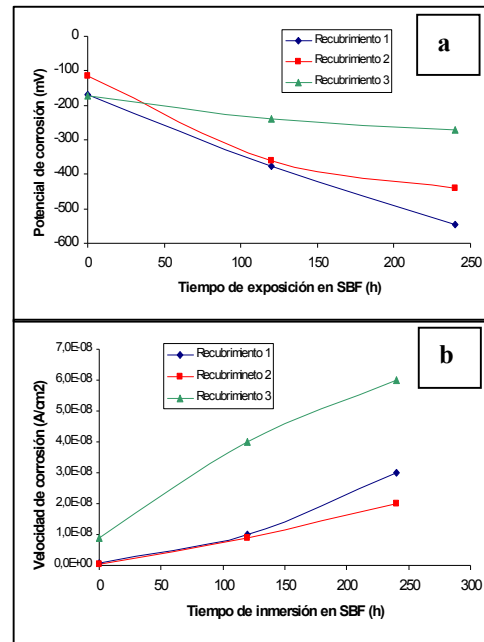 a
Potencial de corrosión (mV)
0
-100
-200
-300
-400
-500
-600
Recubrimiento 1
Recubrimiento 2
Recubrimiento 3
0 50 100 150 200 250
Tiempo de exposición en SBF (h)
b
Velocidad de corrosión (A/cm2)
7,0E-08
6,0E-08
5,0E-08
4,0E-08
3,0E-08
2,0E-08
1,0E-08
0,0E+00
Recubrimiento 1
Recubrimineto 2
Recubrimiento 3
0 50 100 150 200 250 300
Tiempo de inmersión en SBF (h)